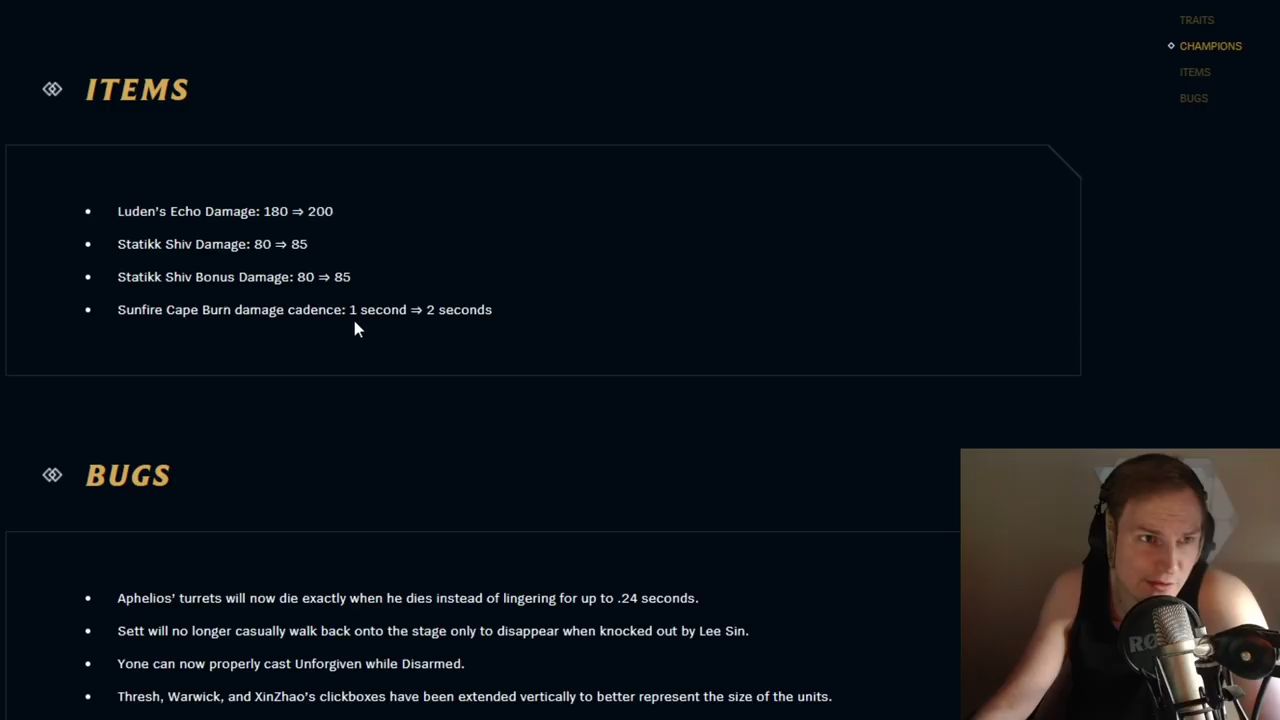 TRAITS
CHAMPIONS
ITEMS
BUGS
ITEMS
Luden's Echo Damage: 180 ⇒ 200
Statikk Shiv Damage: 80 ⇒ 85
Statikk Shiv Bonus Damage: 80 ⇒ 85
Sunfire Cape Burn damage cadence: 1 second ⇒ 2 seconds
BUGS
Aphelios' turrets will now die exactly when he dies instead of lingering for up to .24 seconds.
Sett will no longer casually walk back onto the stage only to disappear when knocked out by Lee Sin.
Yone can now properly cast Unforgiven while Disarmed.
Thresh, Warwick, and XinZhao's clickboxes have been extended vertically to better represent the size of the units.